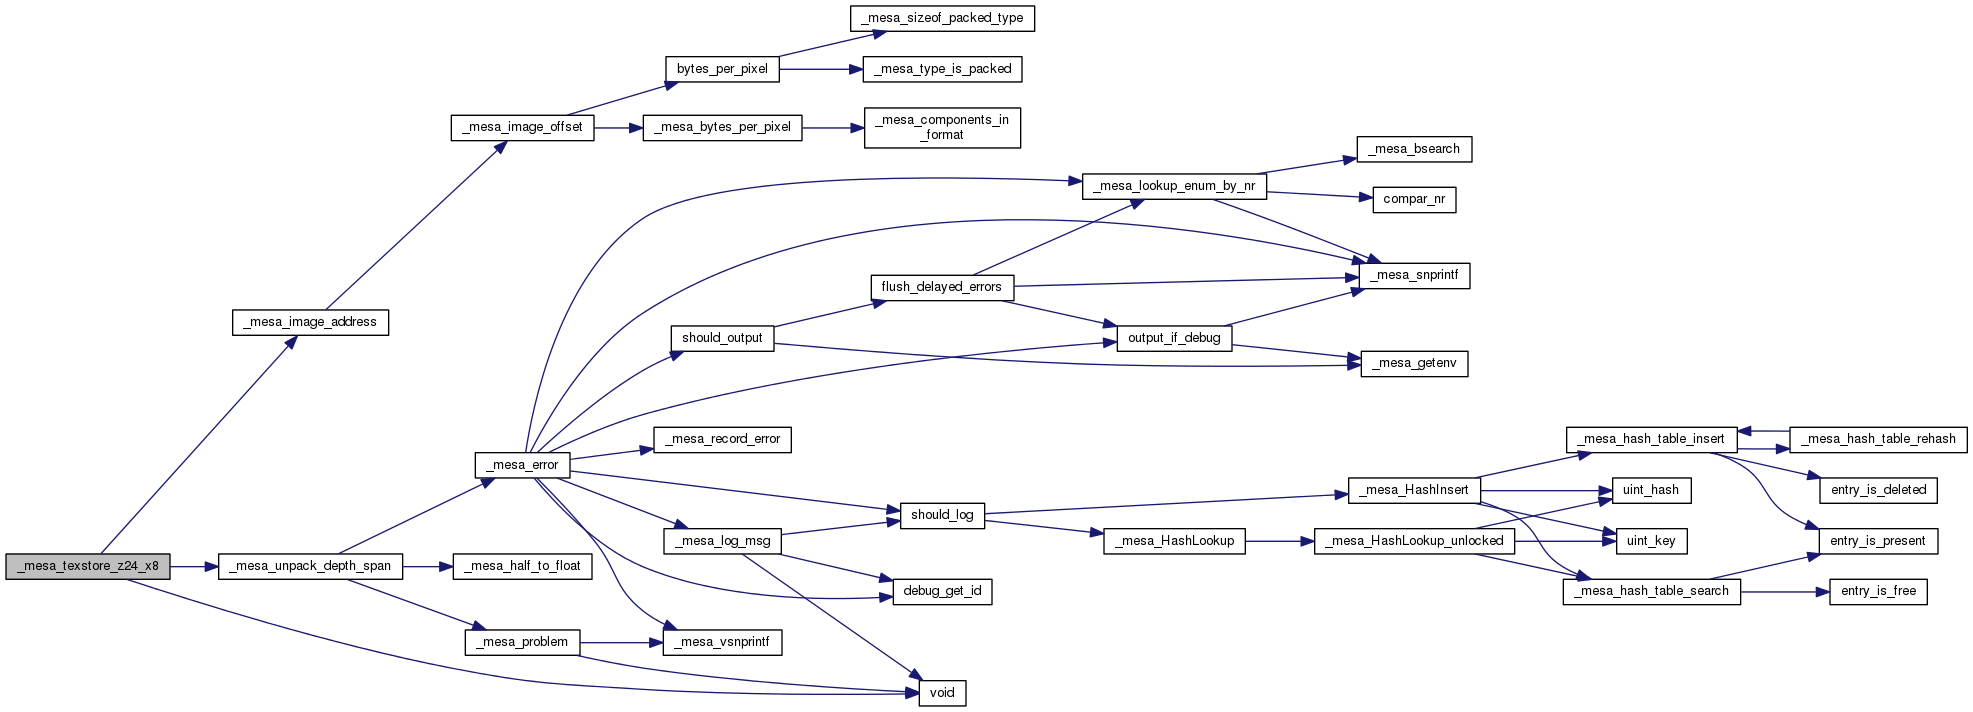 _mesa_sizeof_packed_type
bytes_per_pixel
_mesa_type_is_packed
_mesa_image_offset
_mesa_bytes_per_pixel
_mesa_components_in
_format
_mesa_bsearch
_mesa_lookup_enum_by_nr
compar_nr
_mesa_snprintf
flush_delayed_errors
_mesa_image_address
should_output
output_if_debug
_mesa_getenv
_mesa_record_error
_mesa_hash_table_insert
_mesa_hash_table_rehash
_mesa_error
_mesa_HashInsert
uint_hash
entry_is_deleted
should_log
_mesa_log_msg
_mesa_HashLookup
_mesa_HashLookup_unlocked
uint_key
entry_is_present
_mesa_texstore_z24_x8
_mesa_unpack_depth_span
_mesa_half_to_float
debug_get_id
_mesa_hash_table_search
entry_is_free
_mesa_problem
_mesa_vsnprintf
void